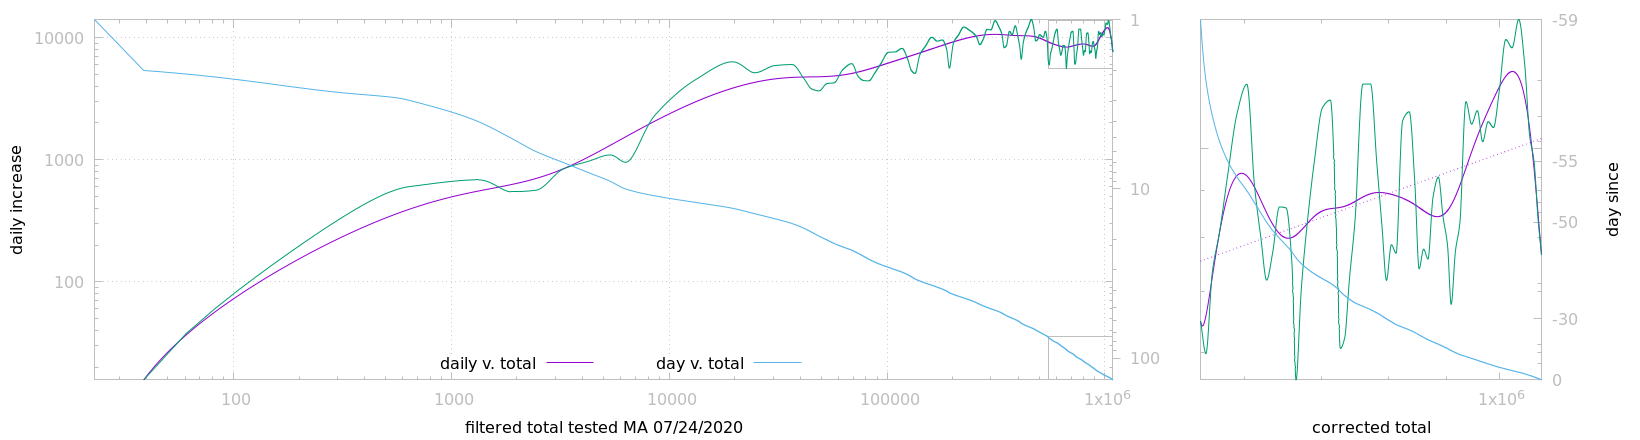 10000
1000
100
daily increase
daily v. total
day v. total
100
1000
10000
100000
1x10^6
filtered total tested MA 07/24/2020
1
10
100
-59
-55
-50
-30
0
day since
1x10^6
corrected total